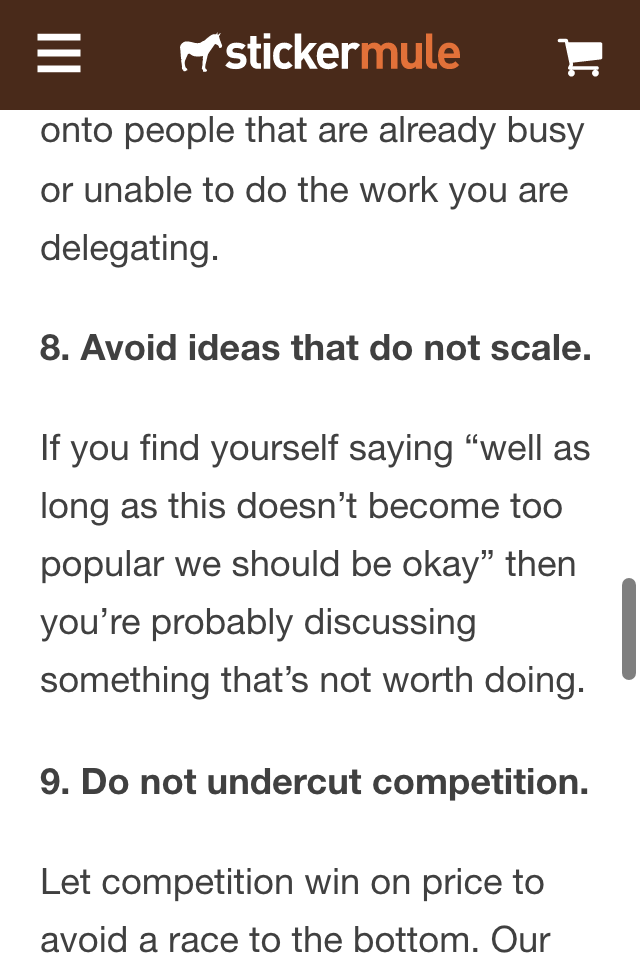 stickermule
onto people that are already busy
or unable to do the work you are
delegating.
8. Avoid ideas that do not scale.
If you find yourself saying “well as
long as this doesn’t become too
popular we should be okay” then
you’re probably discussing
something that’s not worth doing.
9. Do not undercut competition.
Let competition win on price to
avoid a race to the bottom. Our